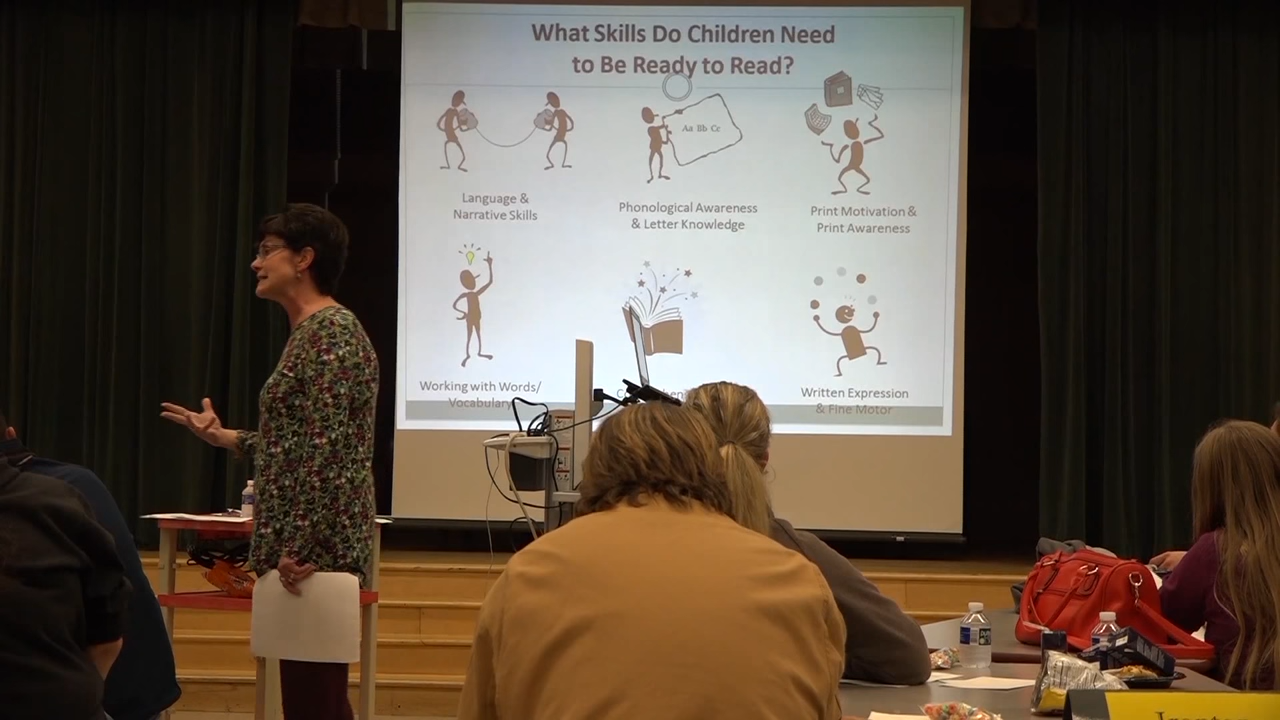 What Skills Do Children Need
to Be Ready to Read?
Aa Bb Cc
Language &
Narrative Skills
Phonological Awareness
& Letter Knowledge
Print Motivation &
Print Awareness
Working with Words/
Vocabulary
Written Expression
& Fine Motor